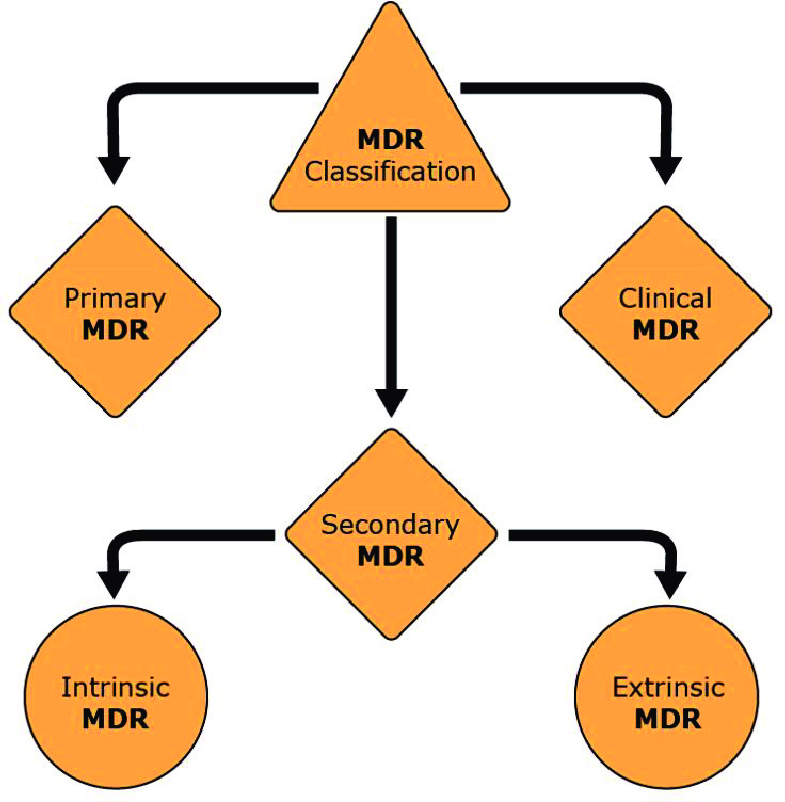 MDR
Classification
Primary
MDR
Clinical
MDR
Secondary
MDR
Intrinsic
MDR
Extrinsic
MDR